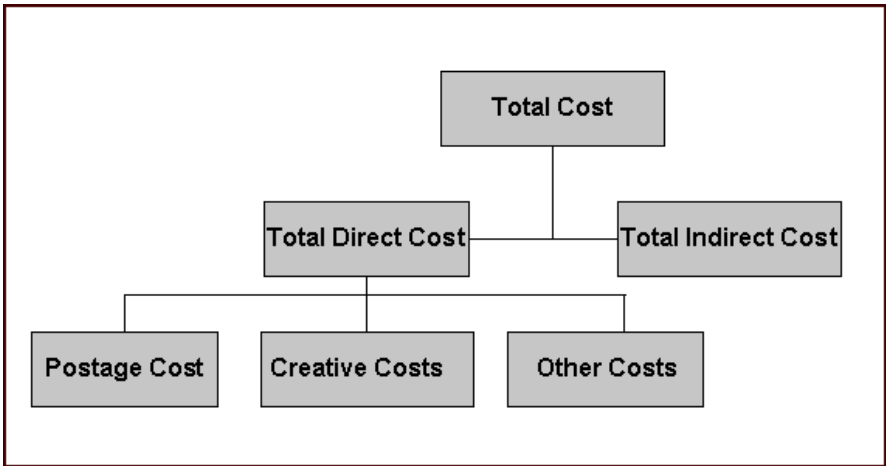 Total Cost
Total Direct Cost
Total Indirect Cost
Postage Cost
Creative Costs
Other Costs